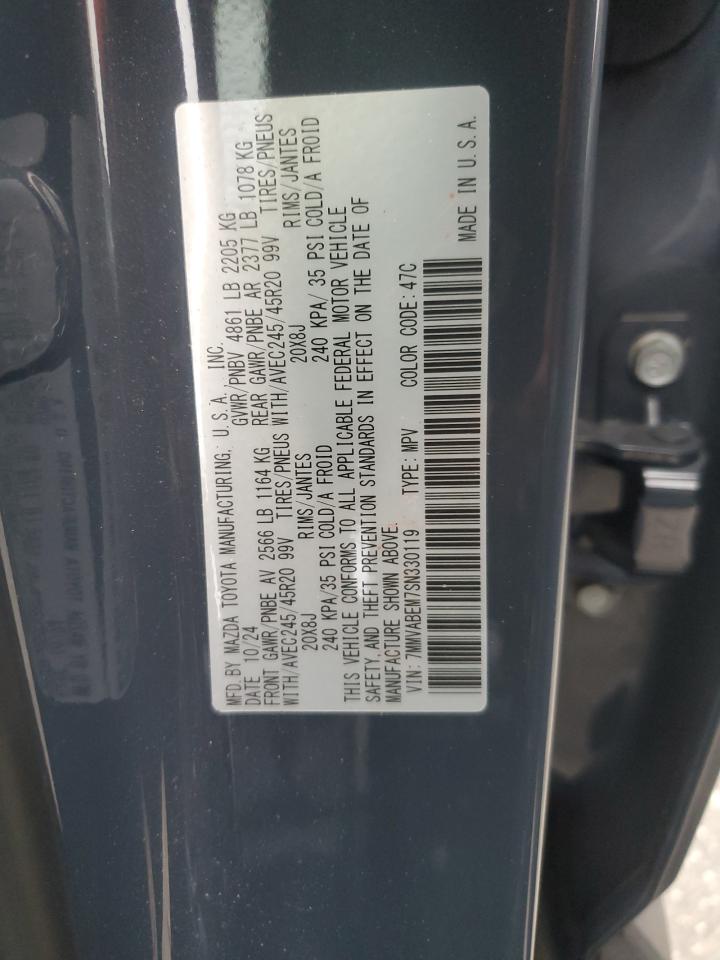 MFD.BY MAZDA TOYOTA MANUFACTURING, U.S.A., INC.
DATE 10/24 GVWR/PNBV 4861 LB 2205 KG
FRONT GAWR/PNBE AV 2566 LB 1164 KG REAR GAWR/PNBE AR 2377 LB 1078 KG
WITH/AVEC245/45R20 99V TIRES/PNEUS WITH/AVEC245/45R20 99V TIRES/PNEUS
20X8J RIMS/JANTES 20X8J RIMS/JANTES
240 KPA/35 PSI COLD/A FROID 240 KPA/ 35 PSI COLD/A FROID
THIS VEHICLE CONFORMS TO ALL APPLICABLE FEDERAL MOTOR VEHICLE
SAFETY AND THEFT PREVENTION STANDARDS IN EFFECT ON THE DATE OF
MANUFACTURE SHOWN ABOVE.
VIN: 7MMVABEM7SN330119 TYPE: MPV COLOR CODE: 47C
MADE IN U.S.A.